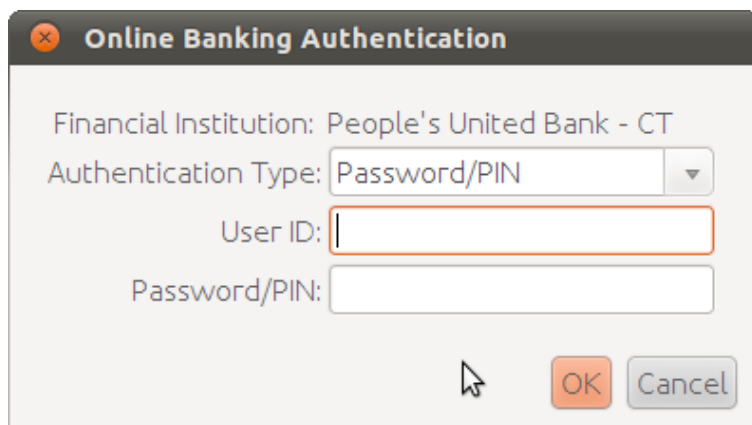 Online Banking Authentication
Financial Institution: People's United Bank - CT
Authentication Type: Password/PIN
User ID:
Password/PIN:
OK Cancel